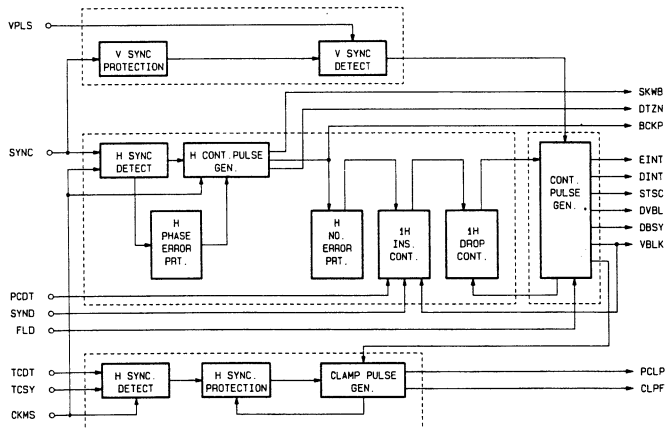 VPLS
V SYNC
PROTECTION
V SYNC
DETECT
SKWB
DTZN
BCKP
SYNC
H SYNC
DETECT
H CONT.PULSE
GEN.
H
PHASE
ERROR
PRT.
H
NO.
ERROR
PRT.
1H
INS.
CONT.
1H
DROP
CONT.
CONT.
PULSE
GEN.
EINT
DINT
STSC
DVBL
DBSY
VBLK
PCDT
SYND
FLD
TCDT
TCSY
CKMS
H SYNC.
DETECT
H SYNC.
PROTECTION
CLAMP PULSE
GEN.
PCLP
CLPF